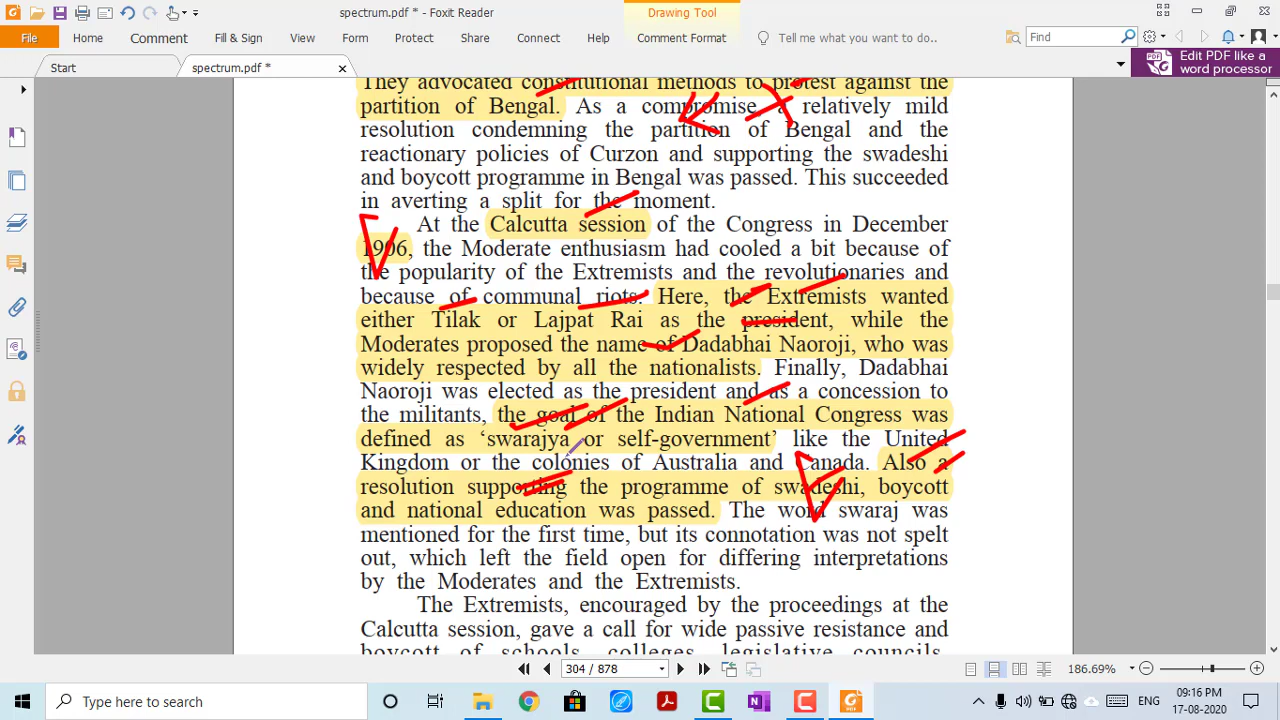 spectrum.pdf * - Foxit Reader
Drawing Tool
File Home Comment Fill & Sign View Form Protect Share Connect Help Comment Format Tell me what you want to do.. Find
Start spectrum.pdf * Edit PDF like a
word processor
They advocated constitutional methods to protest against the
partition of Bengal. As a compromise a relatively mild
resolution condemning the partition of Bengal and the
reactionary policies of Curzon and supporting the swadeshi
and boycott programme in Bengal was passed. This succeeded
in averting a split for the moment.
At the Calcutta session of the Congress in December
1906, the Moderate enthusiasm had cooled a bit because of
the popularity of the Extremists and the revolutionaries and
because of communal riots. Here, the Extremists wanted
either Tilak or Lajpat Rai as the president, while the
Moderates proposed the name of Dadabhai Naoroji, who was
widely respected by all the nationalists. Finally, Dadabhai
Naoroji was elected as the president and as a concession to
the militants, the goal of the Indian National Congress was
defined as ‘swarajya or self-government’ like the United
Kingdom or the colonies of Australia and Canada. Also a
resolution supporting the programme of swadeshi, boycott
and national education was passed. The word swaraj was
mentioned for the first time, but its connotation was not spelt
out, which left the field open for differing interpretations
by the Moderates and the Extremists.
The Extremists, encouraged by the proceedings at the
Calcutta session, gave a call for wide passive resistance and
boycott of schools, colleges, legislative councils,
304 / 878 186.69%
Type here to search ENG 09:16 PM
17-08-2020